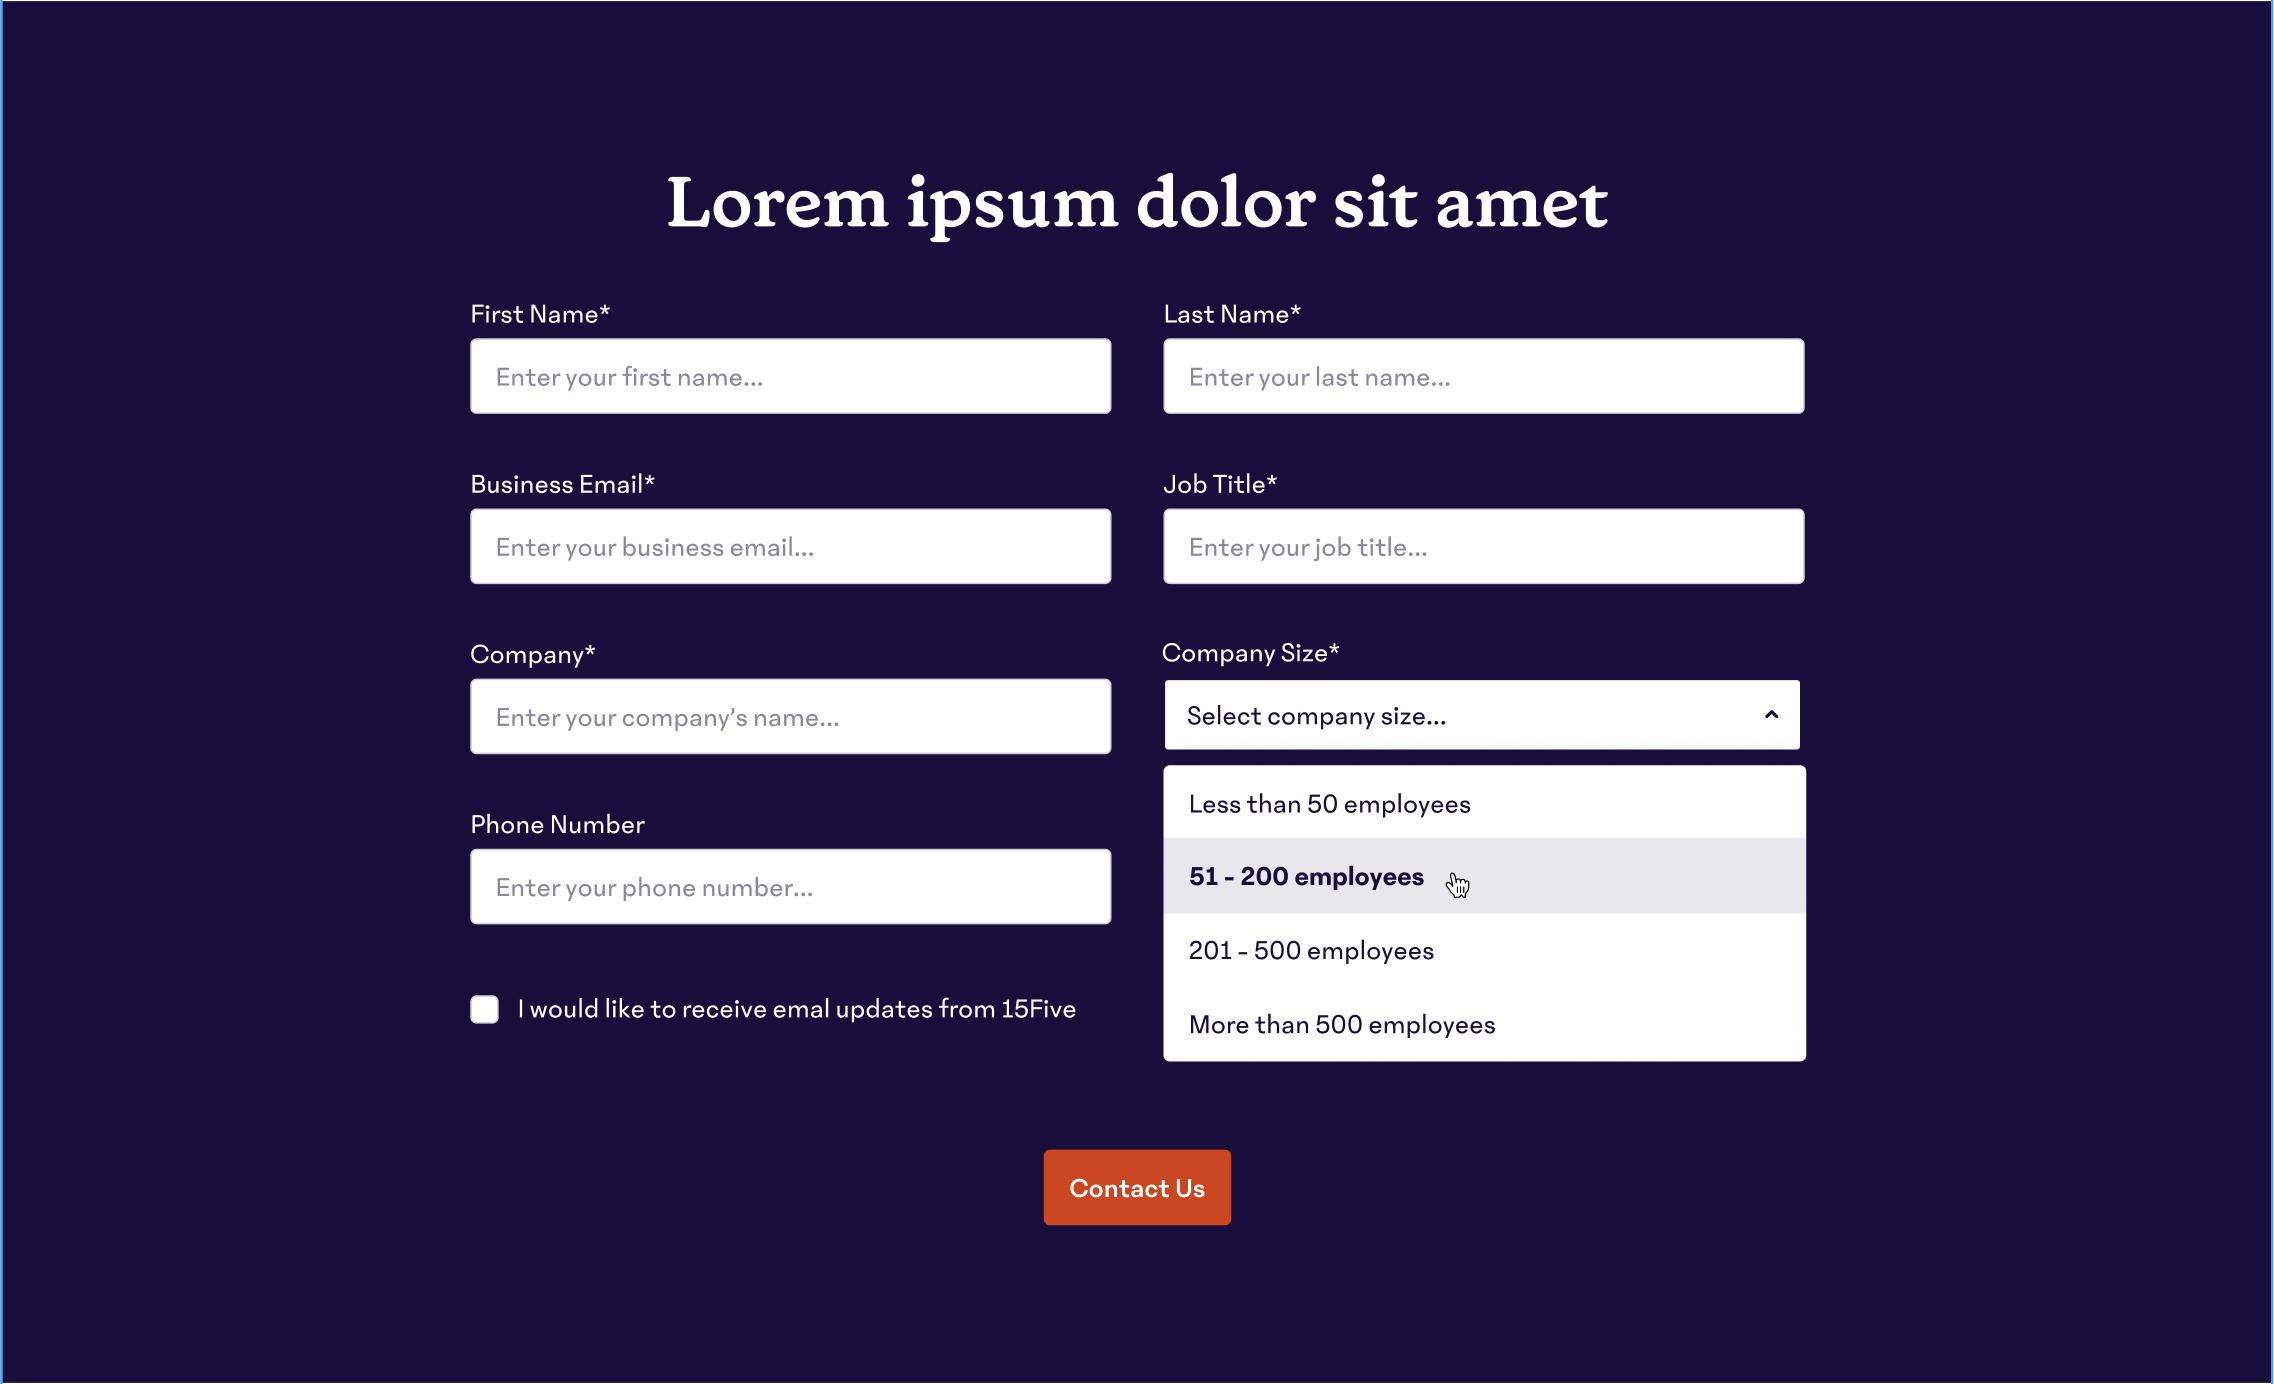 Lorem ipsum dolor sit amet
First Name*
Enter your first name...
Last Name*
Enter your last name...
Business Email*
Enter your business email...
Job Title*
Enter your job title...
Company*
Enter your company’s name...
Company Size*
Select company size...
Less than 50 employees
51 - 200 employees
201 - 500 employees
More than 500 employees
Phone Number
Enter your phone number...
I would like to receive emal updates from 15Five
Contact Us